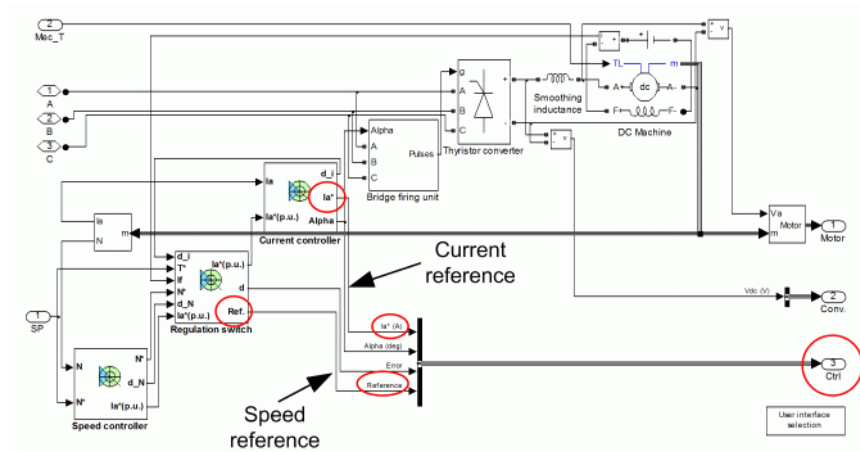 2
Mec_T
1
A
2
B
3
C
g
A
B
C
+
-
Thyristor converter
Smoothing
inductance
+
-
v
TL
m
A+
dc
A-
F+
F-
DC Machine
+
-
v
+
-
v
Alpha
A
B
C
Pulses
Bridge firing unit
Ia
Ia*(p.u.)
d_i
Ia*
Alpha
Current controller
Ia
N
m
d_i
T*
If
N*
d_N
Ia*(p.u.)
Ia*(p.u.)
d
Ref.
Regulation switch
1
SP
N
N*
N*
d_N
Ia*(p.u.)
Speed controller
Current
reference
Speed
reference
Ia* (A)
Alpha (deg)
Error
Reference
Va
m
Motor
1
Motor
Vdc (V)
2
Conv.
3
Ctrl
User interface
selection